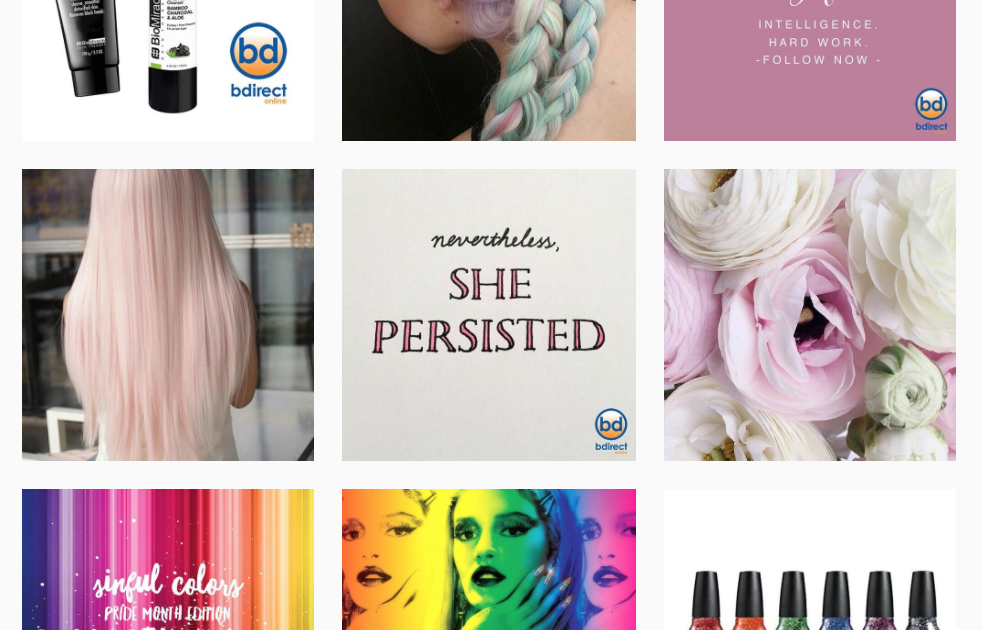 BioMiracle
BAMBOO
CHARCOAL
& ALOE
bd
bdirect
online
INTELLIGENCE.
HARD WORK.
-FOLLOW NOW -
bd
bdirect
nevertheless,
SHE
PERSISTED
bd
bdirect
online
sinful colors
PRIDE MONTH EDITION